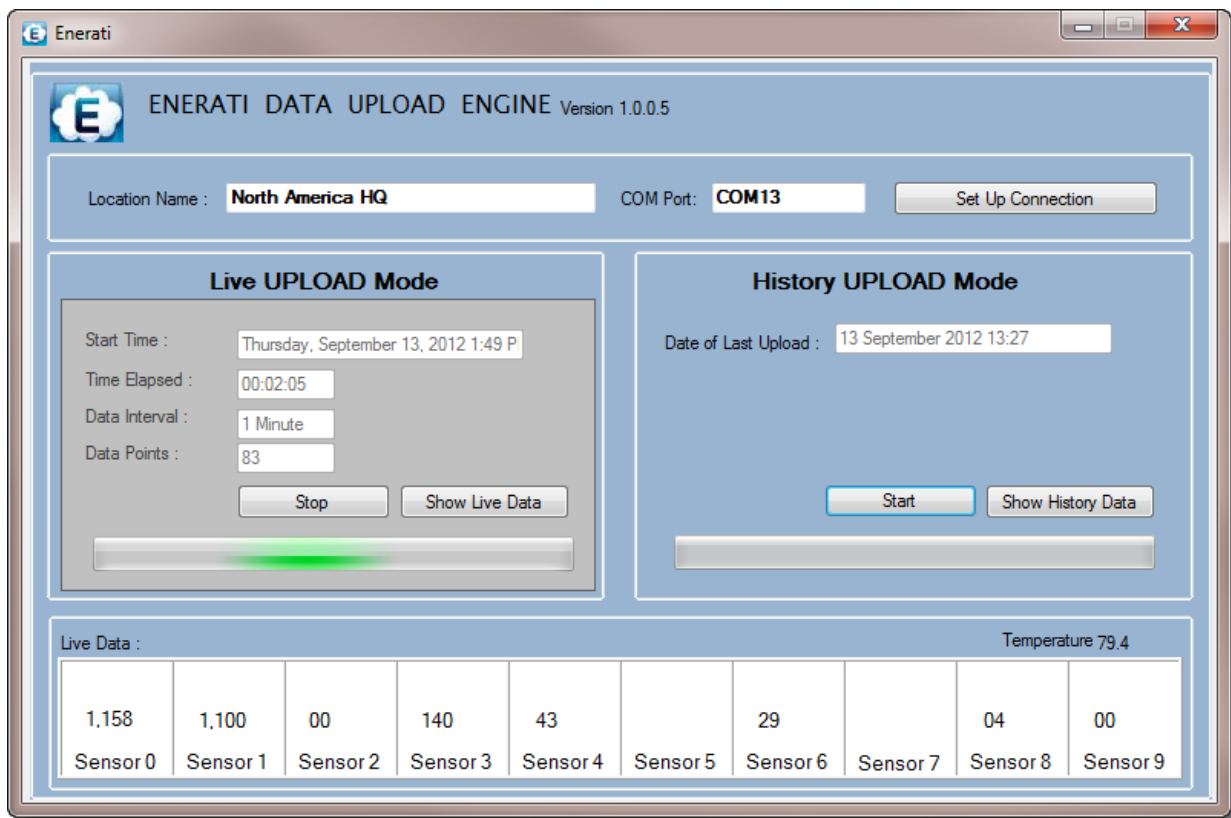 Enerati
E ENERATI DATA UPLOAD ENGINE Version 1.0.0.5
Location Name : North America HQ COM Port: COM13 Set Up Connection
Live UPLOAD Mode
Start Time : Thursday, September 13, 2012 1:49 P
Time Elapsed : 00:02:05
Data Interval : 1 Minute
Data Points : 83
Stop Show Live Data
History UPLOAD Mode
Date of Last Upload : 13 September 2012 13:27
Start Show History Data
Live Data : Temperature 79.4
1,158 1,100 00 140 43 29 04 00
Sensor 0 Sensor 1 Sensor 2 Sensor 3 Sensor 4 Sensor 5 Sensor 6 Sensor 7 Sensor 8 Sensor 9